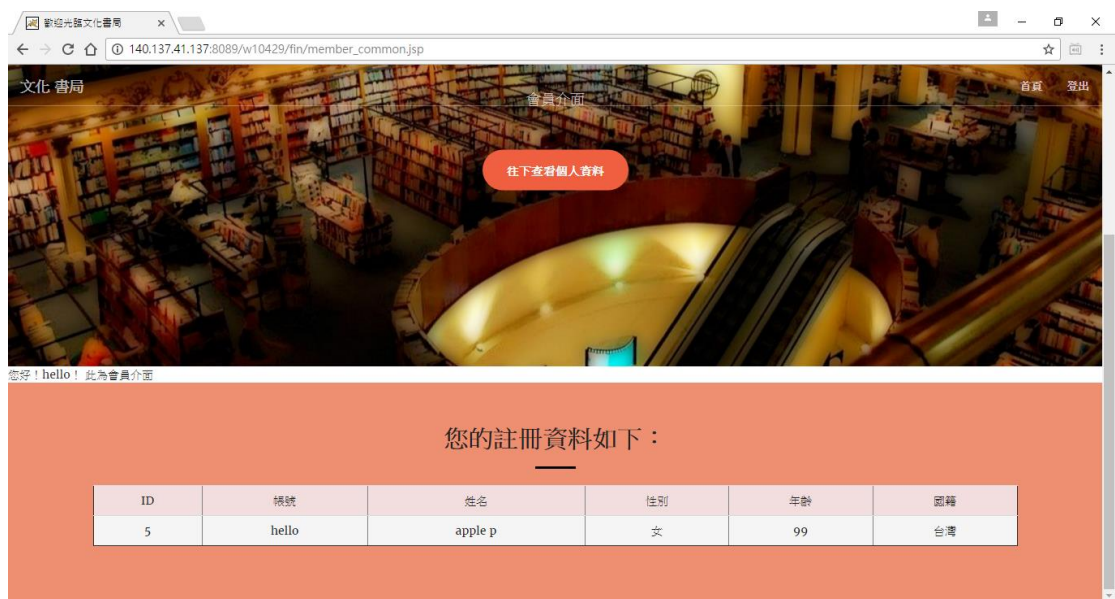 歡迎光臨文化書局
140.137.41.137:8089/w10429/fin/member_common.jsp
文化 書局
首頁 登出
會員介面
往下查看個人資料
您好！hello！ 此為會員介面
您的註冊資料如下：
ID 帳號 姓名 性別 年齡 國籍
5 hello apple p 女 99 台灣